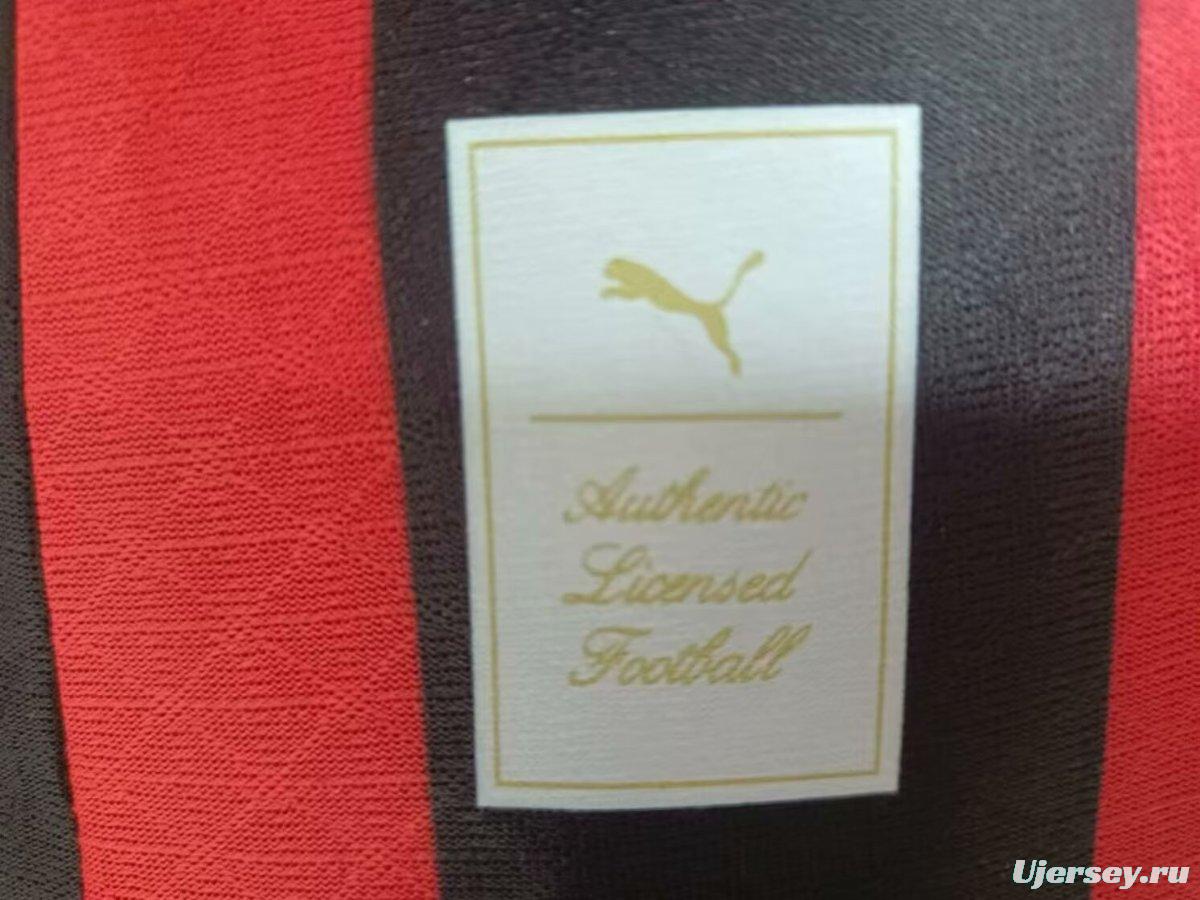 Authentic
Licensed
Football
Ujersey.ru